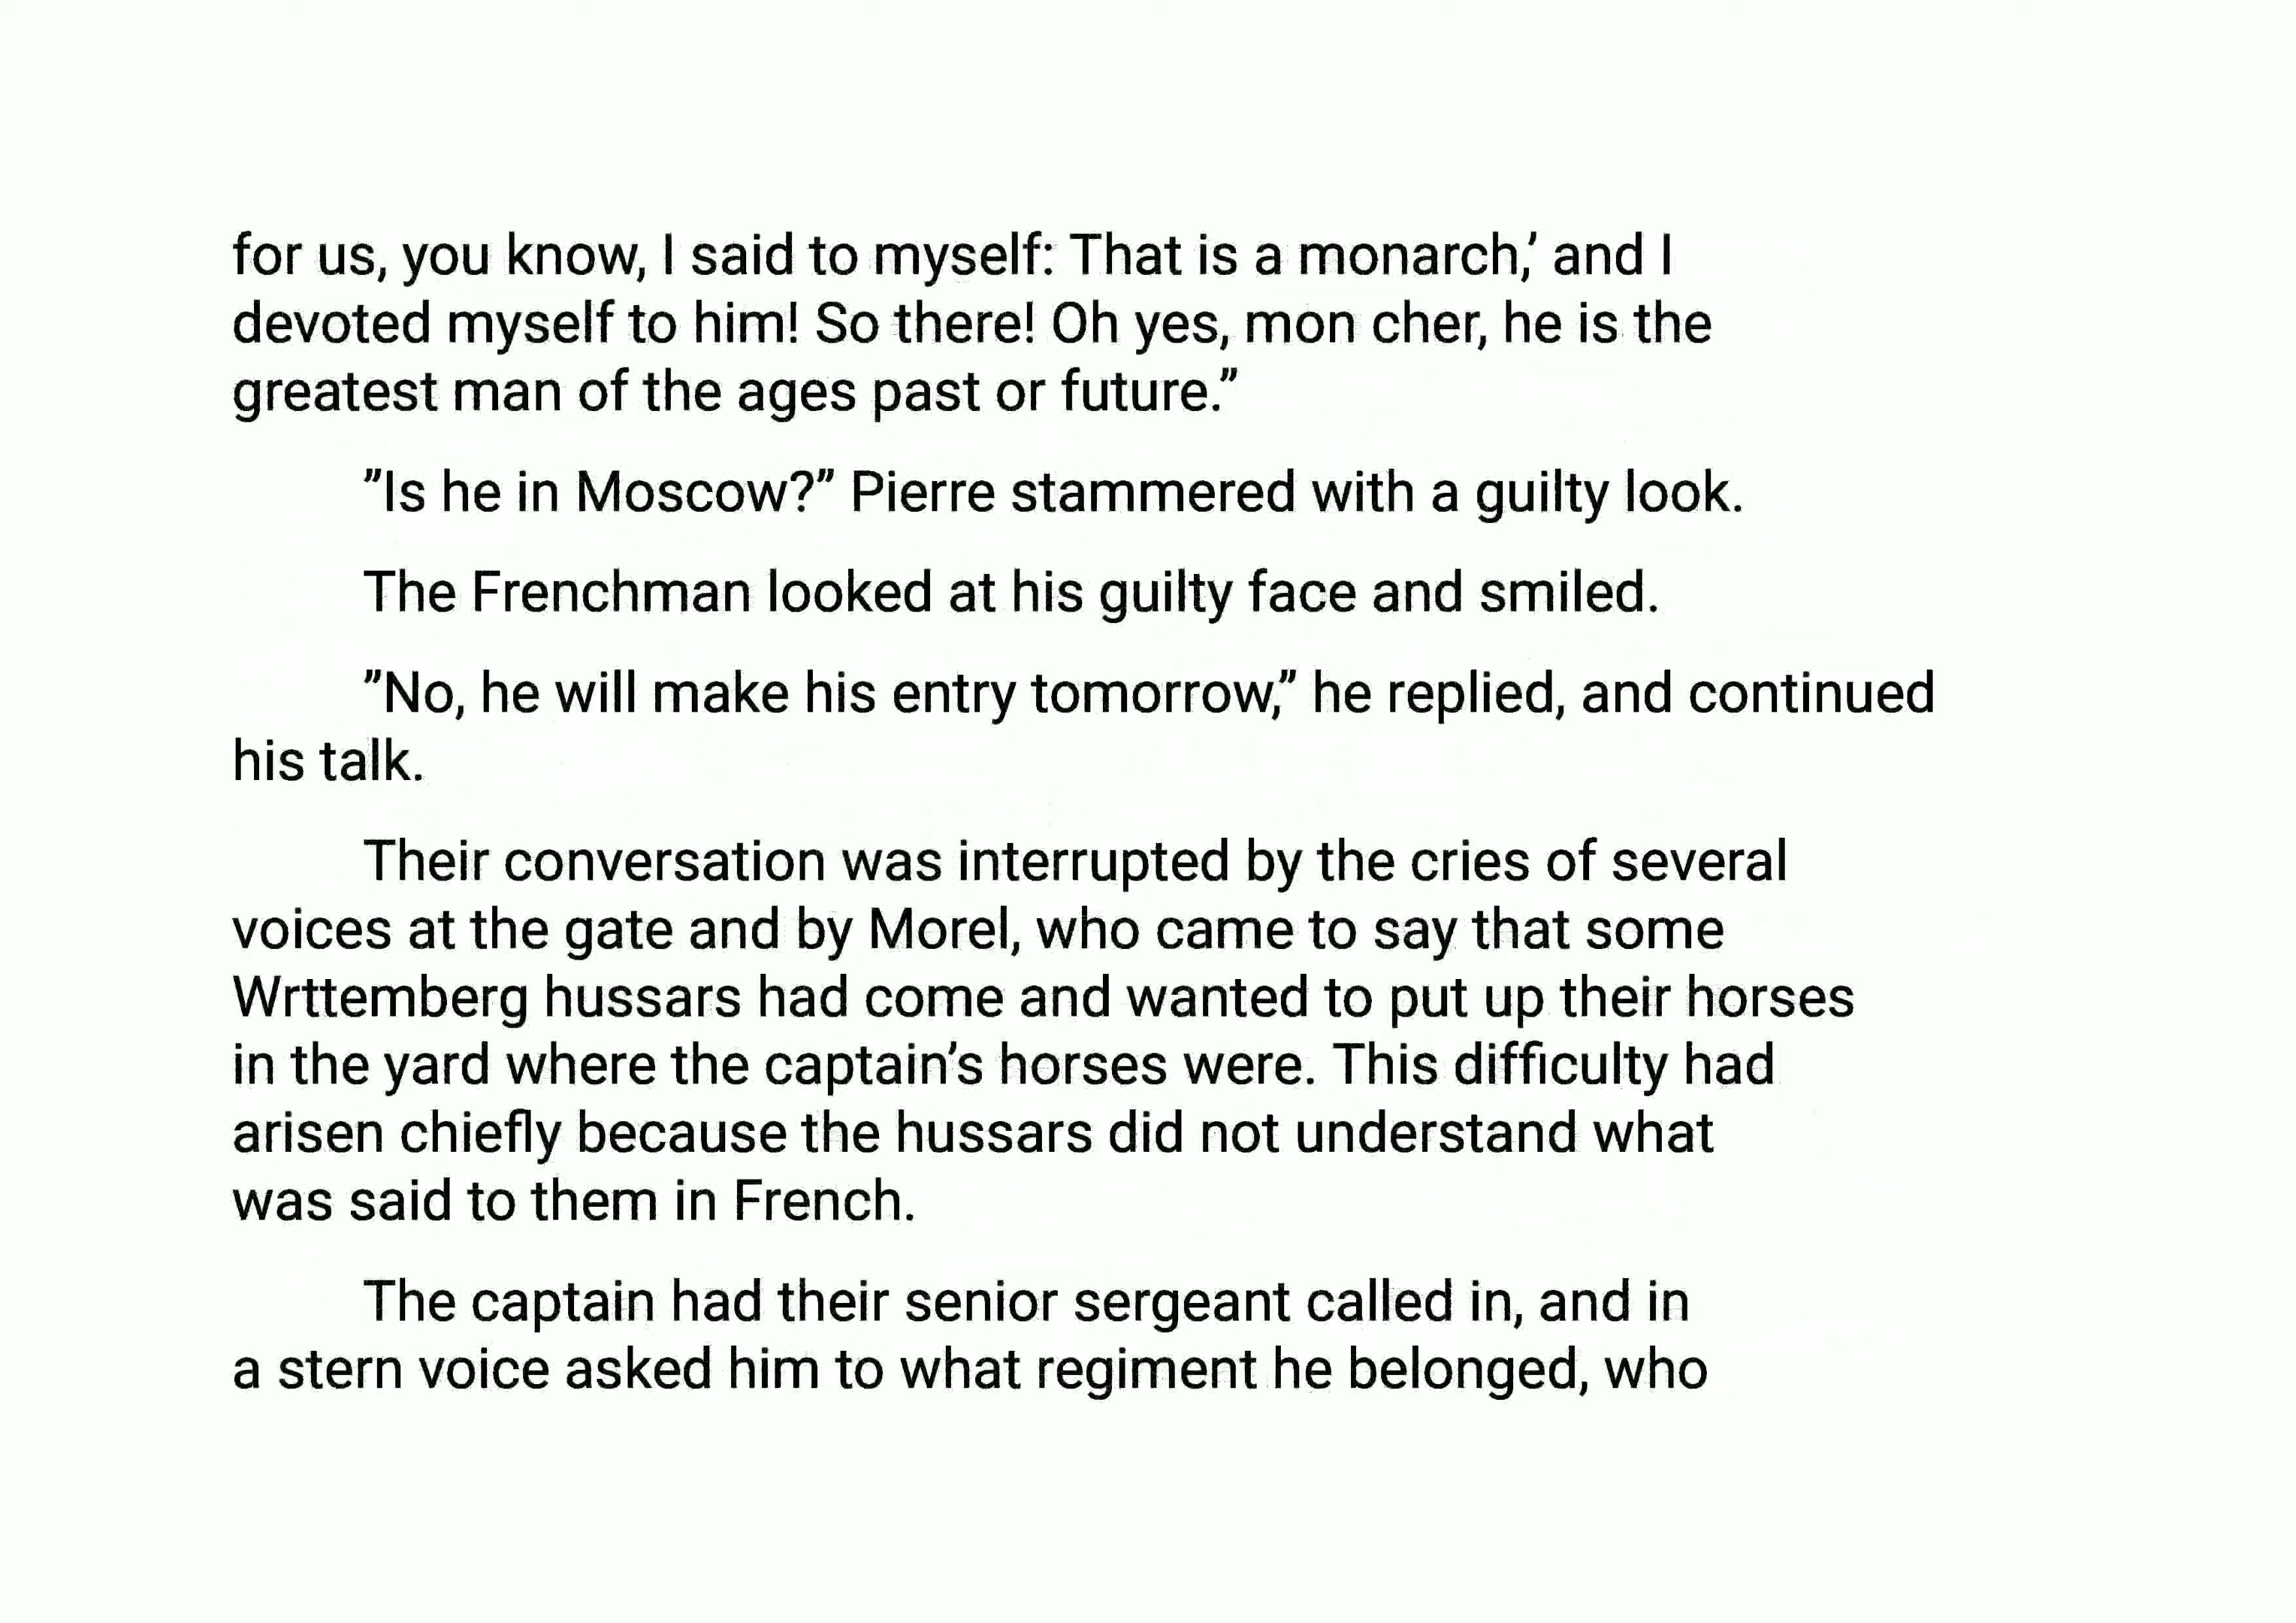 for us, you know, I said to myself: That is a monarch,’ and I
devoted myself to him! So there! Oh yes, mon cher, he is the
greatest man of the ages past or future.”
”Is he in Moscow?” Pierre stammered with a guilty look.
The Frenchman looked at his guilty face and smiled.
”No, he will make his entry tomorrow,” he replied, and continued
his talk.
Their conversation was interrupted by the cries of several
voices at the gate and by Morel, who came to say that some
Wrttemberg hussars had come and wanted to put up their horses
in the yard where the captain’s horses were. This difficulty had
arisen chiefly because the hussars did not understand what
was said to them in French.
The captain had their senior sergeant called in, and in
a stern voice asked him to what regiment he belonged, who